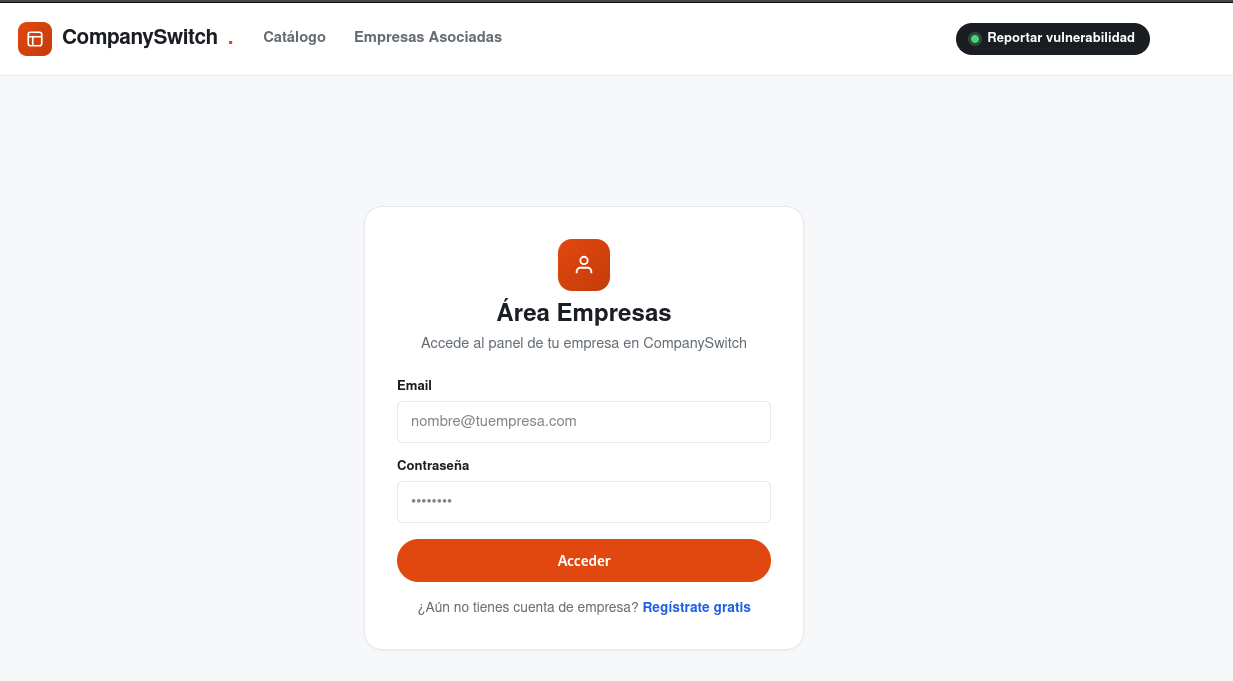 CompanySwitch .
Catálogo
Empresas Asociadas
Reportar vulnerabilidad
Área Empresas
Accede al panel de tu empresa en CompanySwitch
Email
nombre@tuempresa.com
Contraseña
••••••••
Acceder
¿Aún no tienes cuenta de empresa? Regístrate gratis